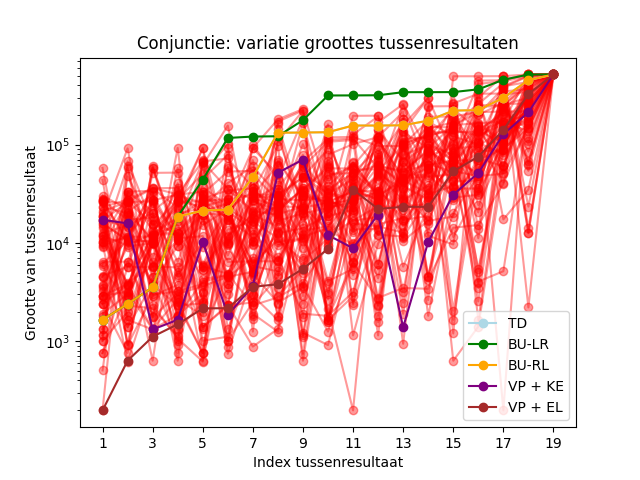 Conjunctie: variatie groottes tussenresultaten
Grootte van tussenresultaat
10^5
10^4
10^3
1 3 5 7 9 11 13 15 17 19
Index tussenresultaat
TD
BU-LR
BU-RL
VP + KE
VP + EL